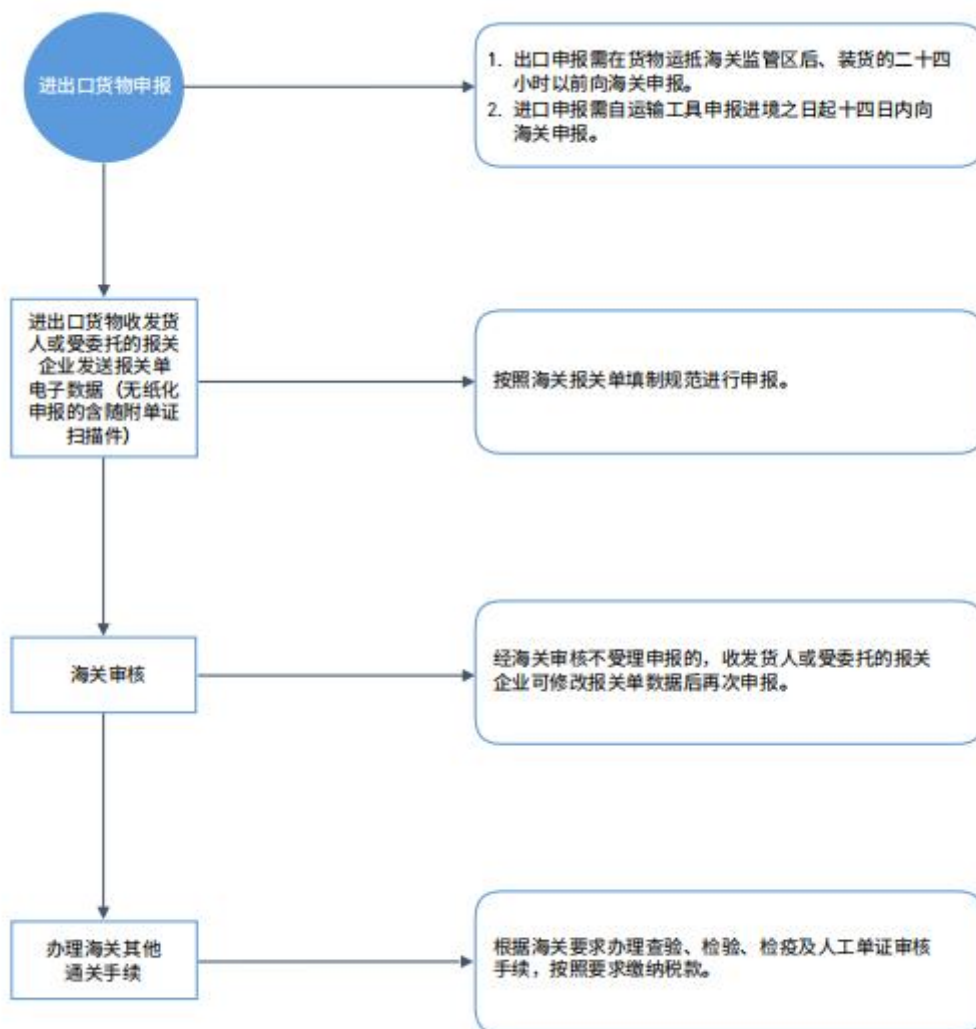 进出口货物申报
1. 出口申报需在货物运抵海关监管区后、装货的二十四
小时以前向海关申报。
2. 进口申报需自运输工具申报进境之日起十四日内向
海关申报。
进出口货物收发货
人或受委托的报关
企业发送报关单
电子数据（无纸化
申报的含随附单证
扫描件）
按照海关报关单填制规范进行申报。
海关审核
经海关审核不受理申报的，收发货人或受委托的报关
企业可修改报关单数据后再次申报。
办理海关其他
通关手续
根据海关要求办理查验、检验、检疫及人工单证审核
手续，按照要求缴纳税款。